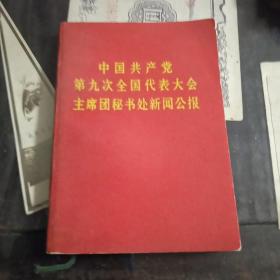 中国共产党
第九次全国代表大会
主席团秘书处新闻公报